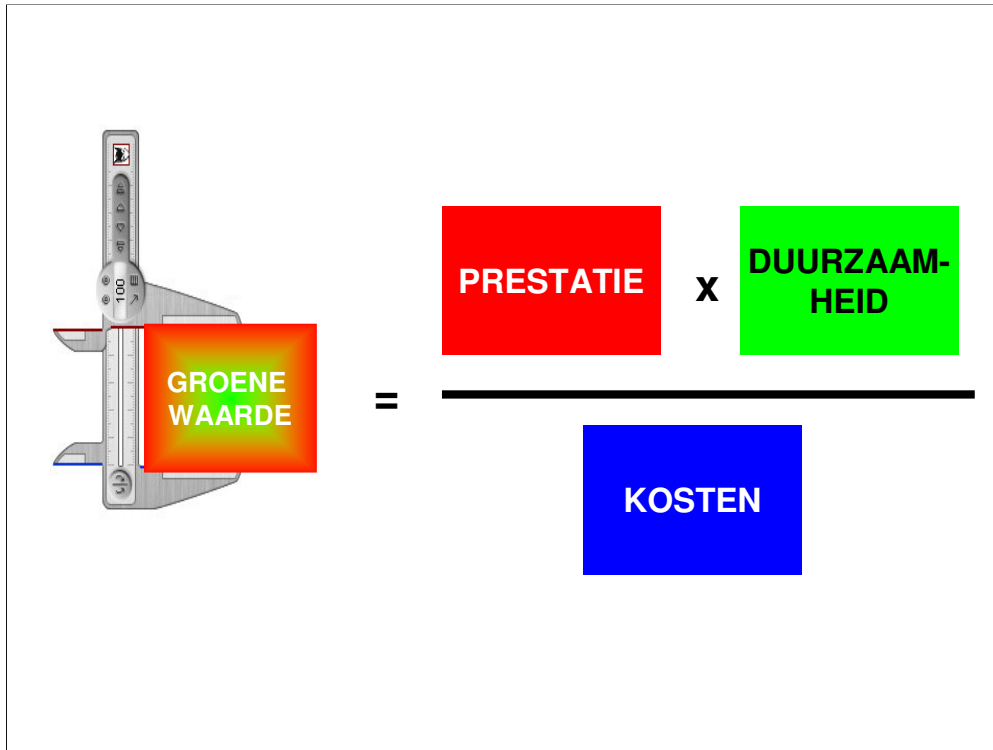 100
GROENE
WAARDE
=
PRESTATIE x DUURZAAM-
HEID
KOSTEN